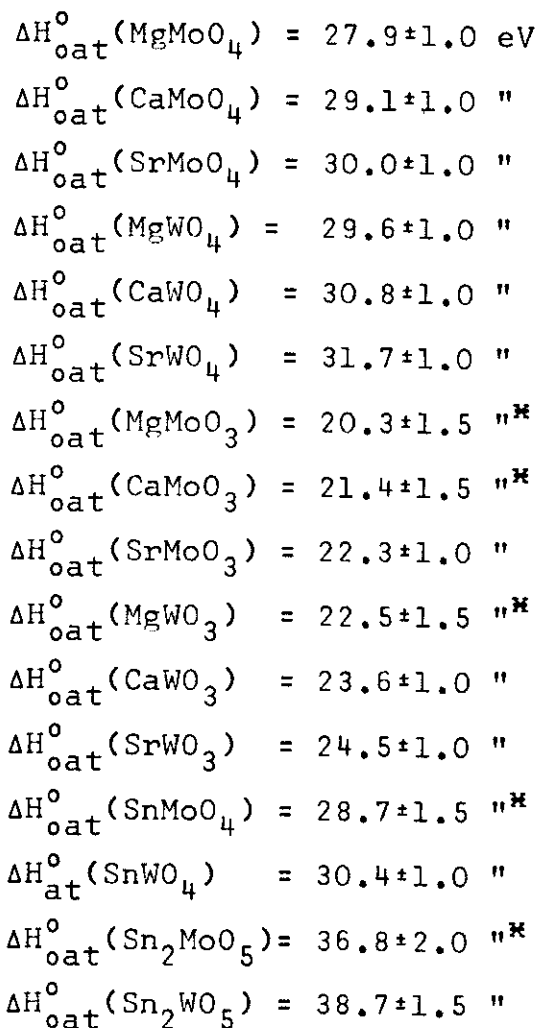 ΔH°oat(MgMoO₄) = 27.9±1.0 eV
ΔH°oat(CaMoO₄) = 29.1±1.0 "
ΔH°oat(SrMoO₄) = 30.0±1.0 "
ΔH°oat(MgWO₄) = 29.6±1.0 "
ΔH°oat(CaWO₄) = 30.8±1.0 "
ΔH°oat(SrWO₄) = 31.7±1.0 "
ΔH°oat(MgMoO₃) = 20.3±1.5 "*
ΔH°oat(CaMoO₃) = 21.4±1.5 "*
ΔH°oat(SrMoO₃) = 22.3±1.0 "
ΔH°oat(MgWO₃) = 22.5±1.5 "*
ΔH°oat(CaWO₃) = 23.6±1.0 "
ΔH°oat(SrWO₃) = 24.5±1.0 "
ΔH°oat(SnMoO₄) = 28.7±1.5 "*
ΔH°at(SnWO₄) = 30.4±1.0 "
ΔH°oat(Sn₂MoO₅)= 36.8±2.0 "*
ΔH°oat(Sn₂WO₅) = 38.7±1.5 "